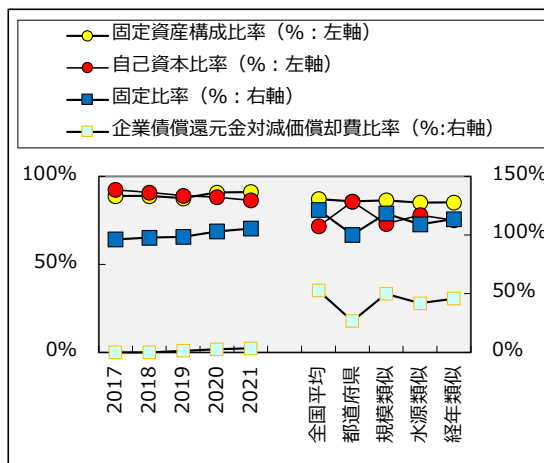 固定資産構成比率（%：左軸）
自己資本比率（%：左軸）
固定比率（%：右軸）
企業債償還元金対減価償却費比率（%:右軸）
100%
50%
0%
150%
100%
50%
0%
2017
2018
2019
2020
2021
全国平均
都道府県
規模類似
水源類似
経年類似